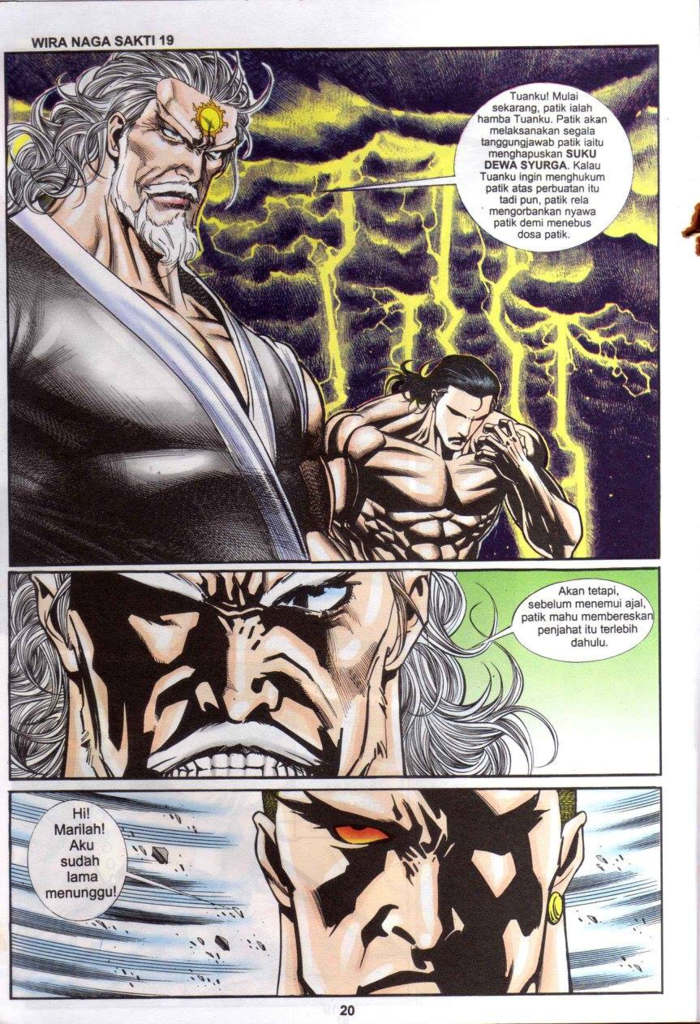 WIRA NAGA SAKTI 19
Tuanku! Mulai
sekarang, patik ialah
hamba Tuanku. Patik akan
melaksanakan segala
tanggungjawab patik iaitu
menghapuskan SUKU
DEWA SYURGA. Kalau
Tuanku ingin menghukum
patik atas perbuatan itu
tadi pun, patik rela
mengorbankan nyawa
patik demi menebus
dosa patik.
Akan tetapi,
sebelum menemui ajal,
patik mahu membereskan
penjahat itu terlebih
dahulu.
Hi!
Marilah!
Aku
sudah
lama
menunggu!
20